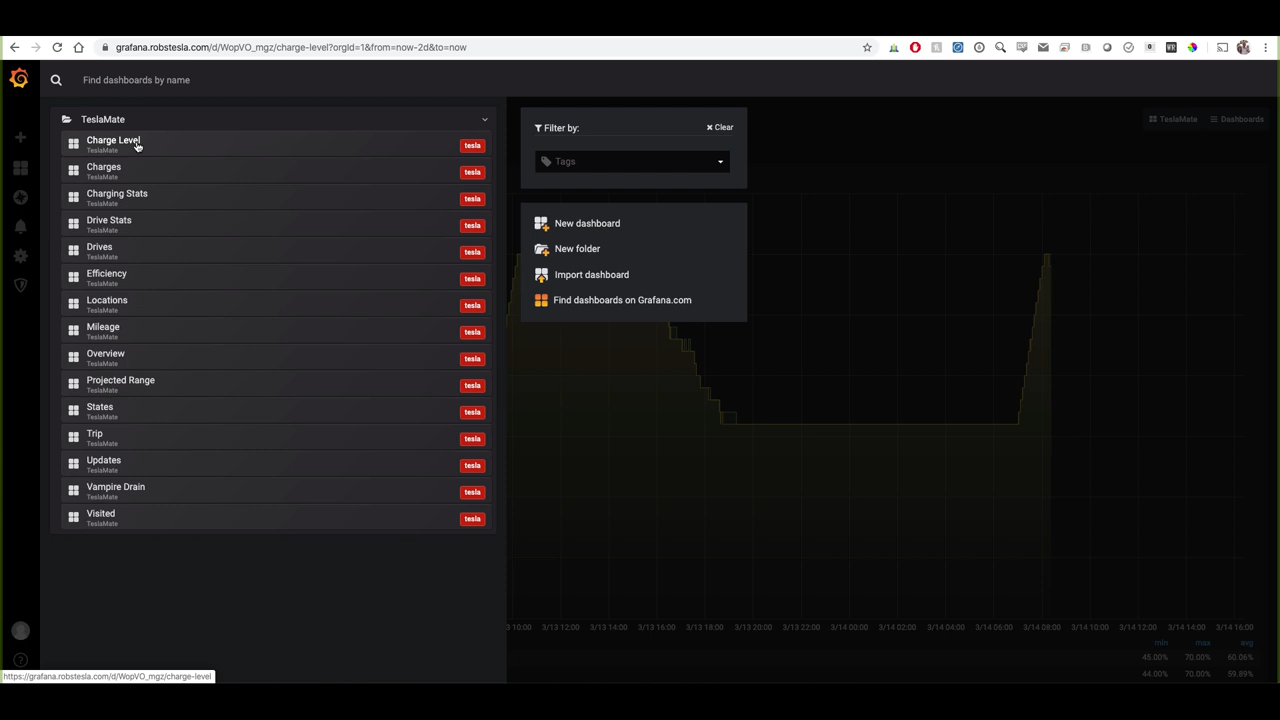 grafana.robstesla.com/d/WopVO_mgz/charge-level?orgId=1&from=now-2d&to=now
Find dashboards by name
TeslaMate
Charge Level
TeslaMate
tesla
Charges
TeslaMate
tesla
Charging Stats
TeslaMate
tesla
Drive Stats
TeslaMate
tesla
Drives
TeslaMate
tesla
Efficiency
TeslaMate
tesla
Locations
TeslaMate
tesla
Mileage
TeslaMate
tesla
Overview
TeslaMate
tesla
Projected Range
TeslaMate
tesla
States
TeslaMate
tesla
Trip
TeslaMate
tesla
Updates
TeslaMate
tesla
Vampire Drain
TeslaMate
tesla
Visited
TeslaMate
tesla
Filter by:
Clear
Tags
New dashboard
New folder
Import dashboard
Find dashboards on Grafana.com
TeslaMate
Dashboards
3 10:00 3/13 12:00 3/13 14:00 3/13 16:00 3/13 18:00 3/13 20:00 3/13 22:00 3/14 00:00 3/14 02:00 3/14 04:00 3/14 06:00 3/14 08:00 3/14 10:00 3/14 12:00 3/14 14:00 3/14 16:00
min max avg
45.00% 70.00% 60.06%
44.00% 70.00% 59.89%
https://grafana.robstesla.com/d/WopVO_mgz/charge-level